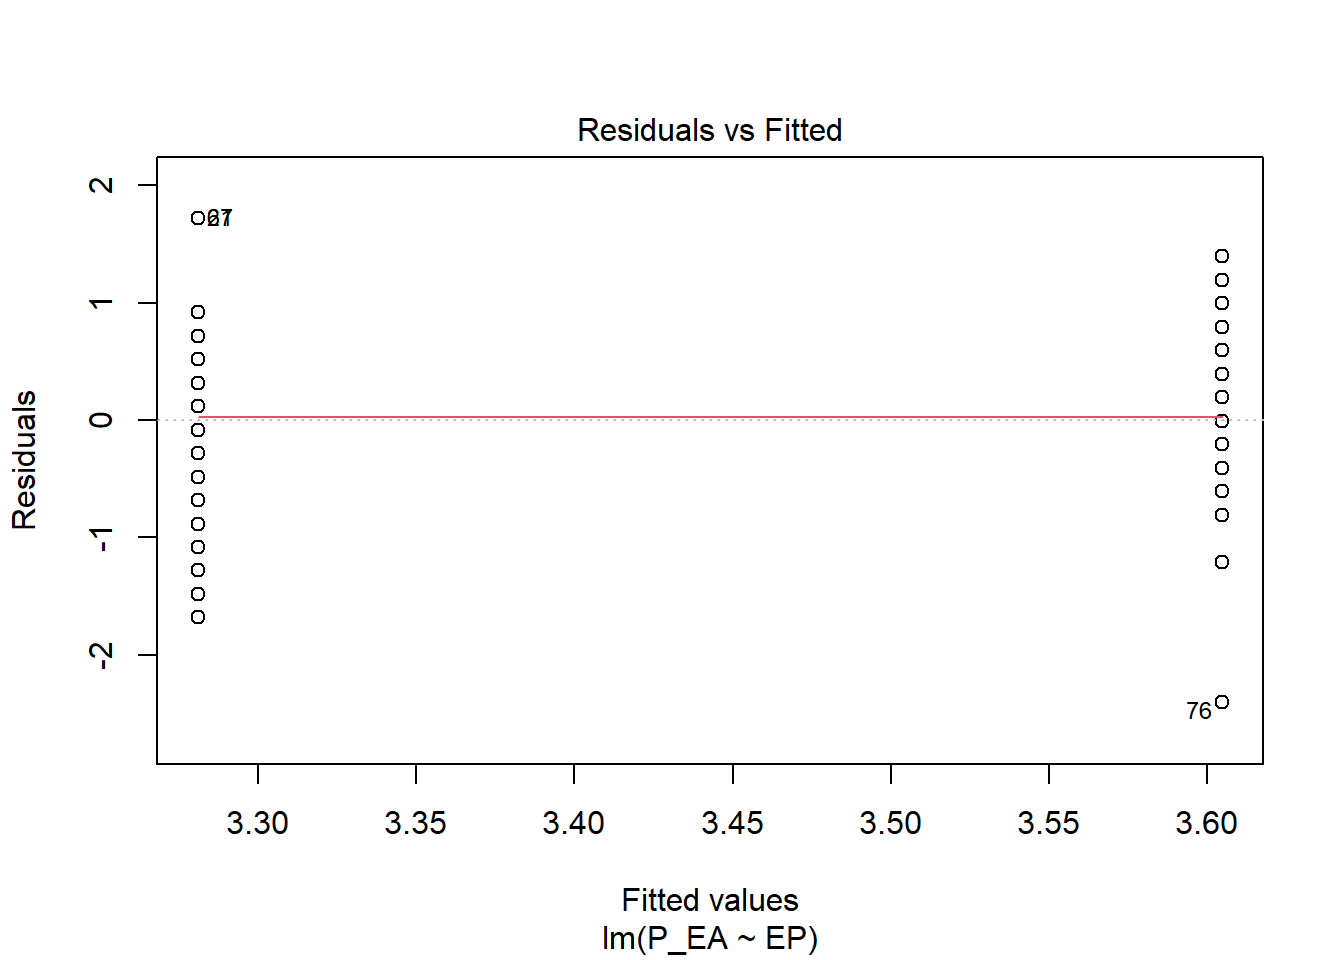 Residuals vs Fitted
Residuals
2
1
0
-1
-2
76
3.30 3.35 3.40 3.45 3.50 3.55 3.60
Fitted values
lm(P_EA ~ EP)